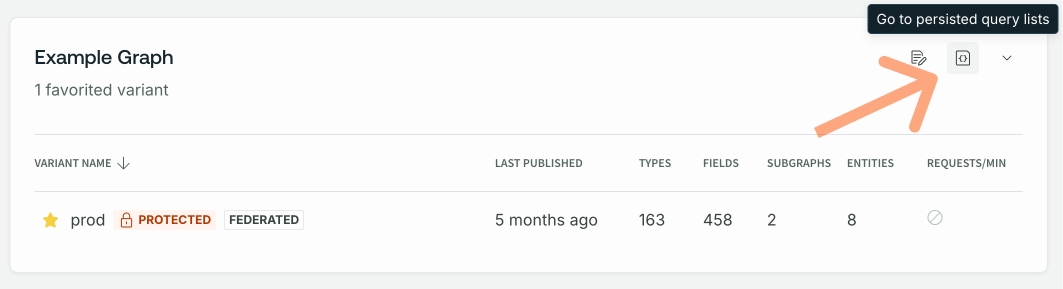 Go to persisted query lists
Example Graph
1 favorited variant
VARIANT NAME LAST PUBLISHED TYPES FIELDS SUBGRAPHS ENTITIES REQUESTS/MIN
prod PROTECTED FEDERATED 5 months ago 163 458 2 8